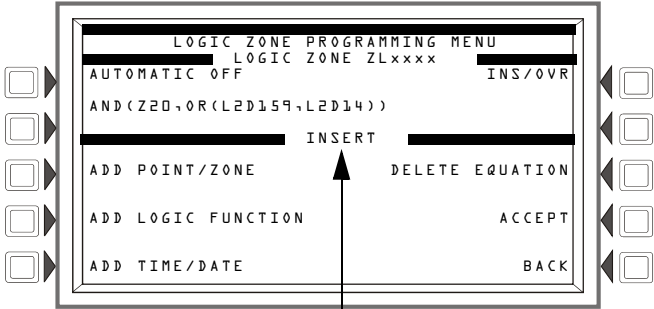 LOGIC ZONE PROGRAMMING MENU
LOGIC ZONE ZLxxxx
AUTOMATIC OFF INS/OVR
AND(Z20,OR(L2D159,L2D14))
INSERT
ADD POINT/ZONE DELETE EQUATION
ADD LOGIC FUNCTION ACCEPT
ADD TIME/DATE BACK